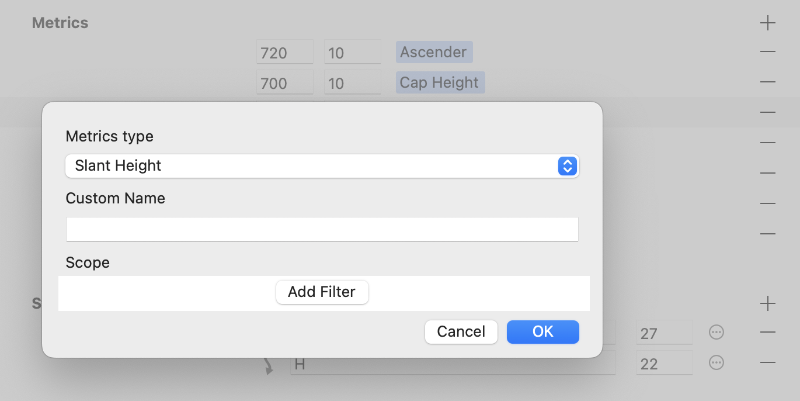 Metrics
720 10 Ascender
700 10 Cap Height
Metrics type
Slant Height
Custom Name
Scope
Add Filter
S
Cancel OK
27
H 22